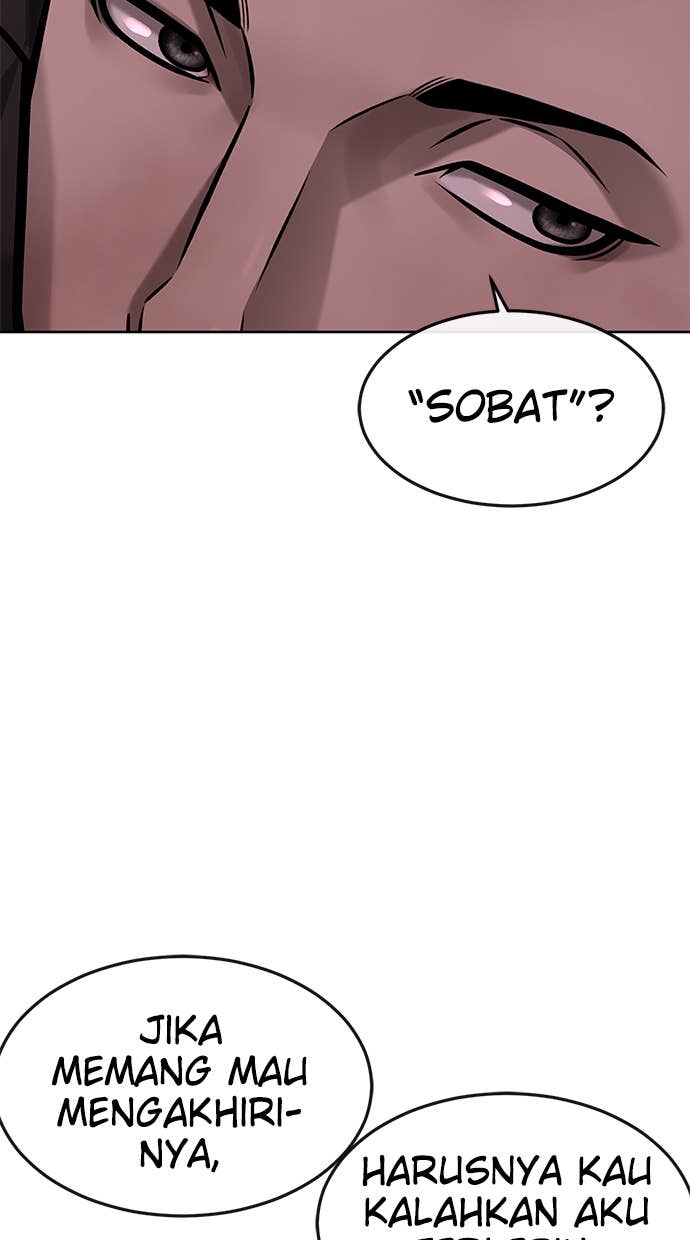 "SOBAT"?
JIKA
MEMANG MAU
MENGAKHIRI-
NYA,
HARUSNYA KAU
KALAHKAN AKU